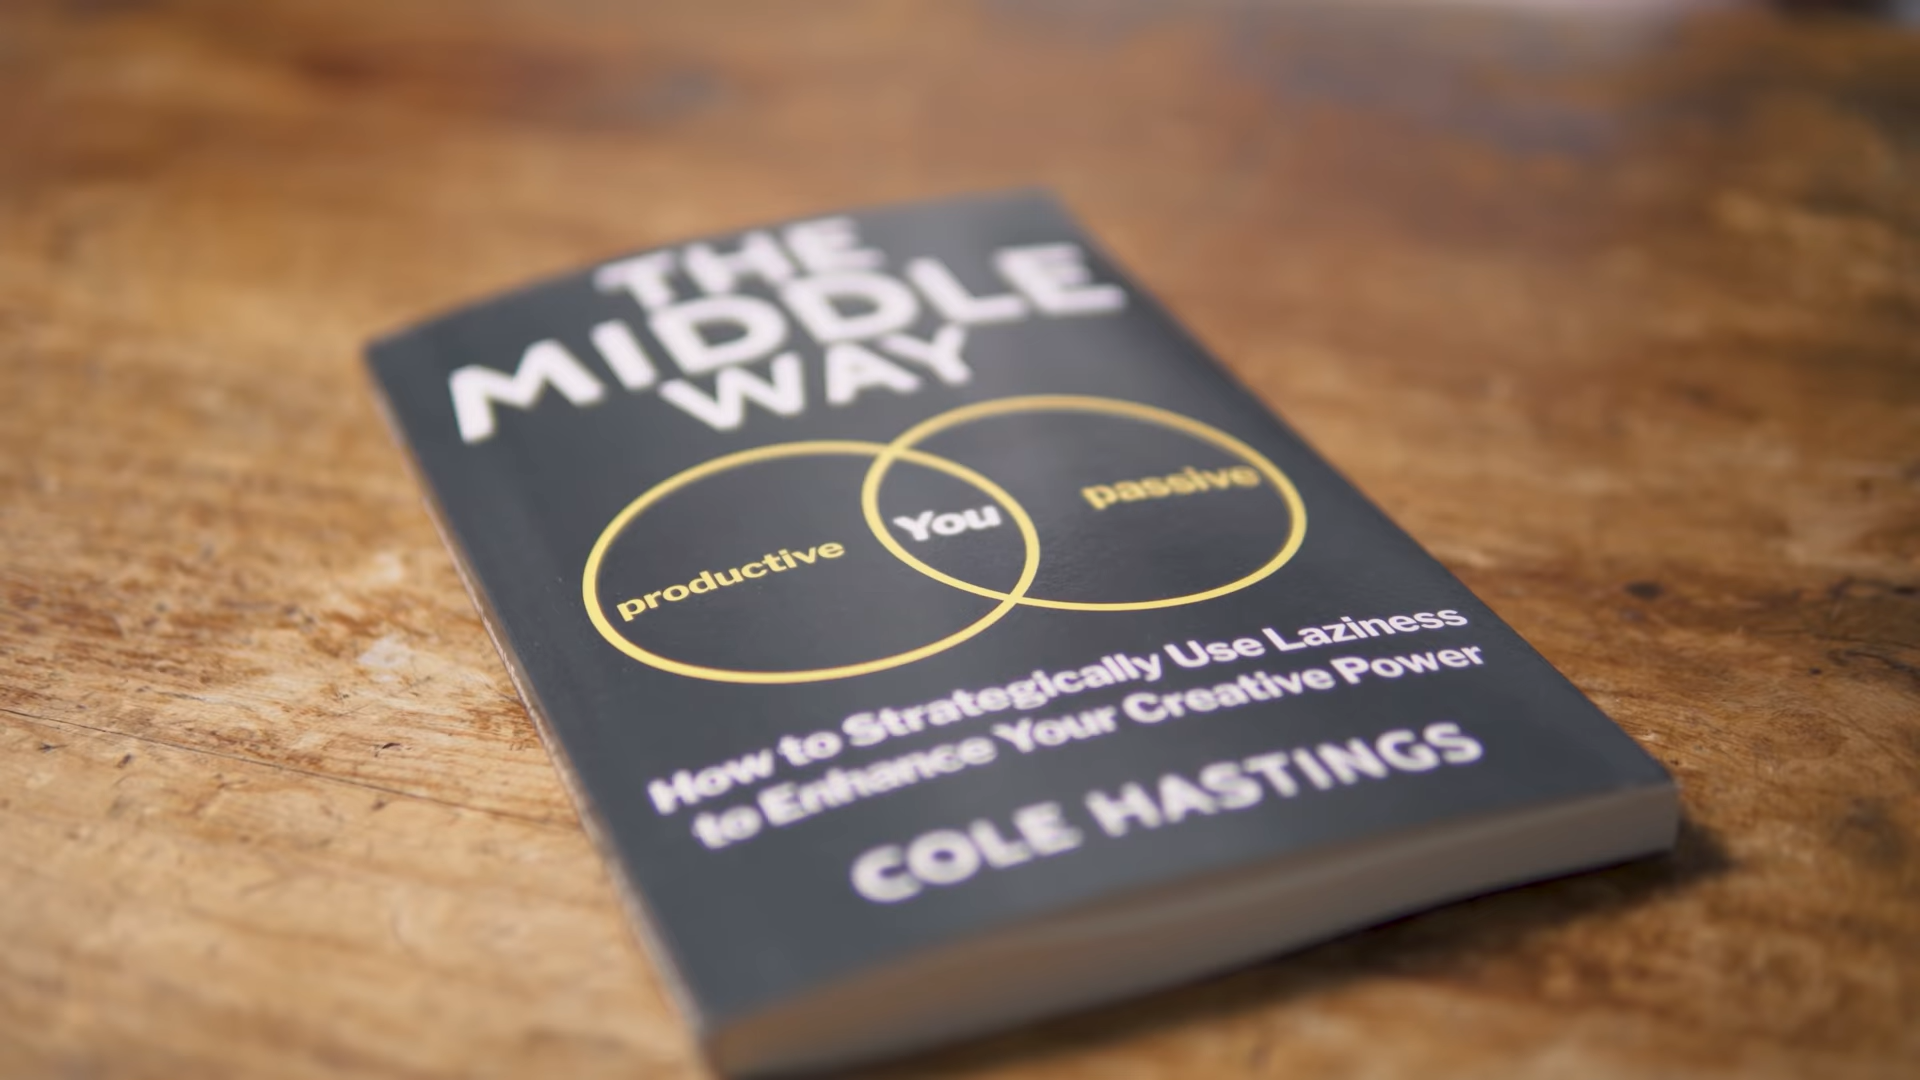 THE
MIDDLE
WAY
productive
You
passive
How to Strategically Use Laziness
to Enhance Your Creative Power
COLE HASTINGS